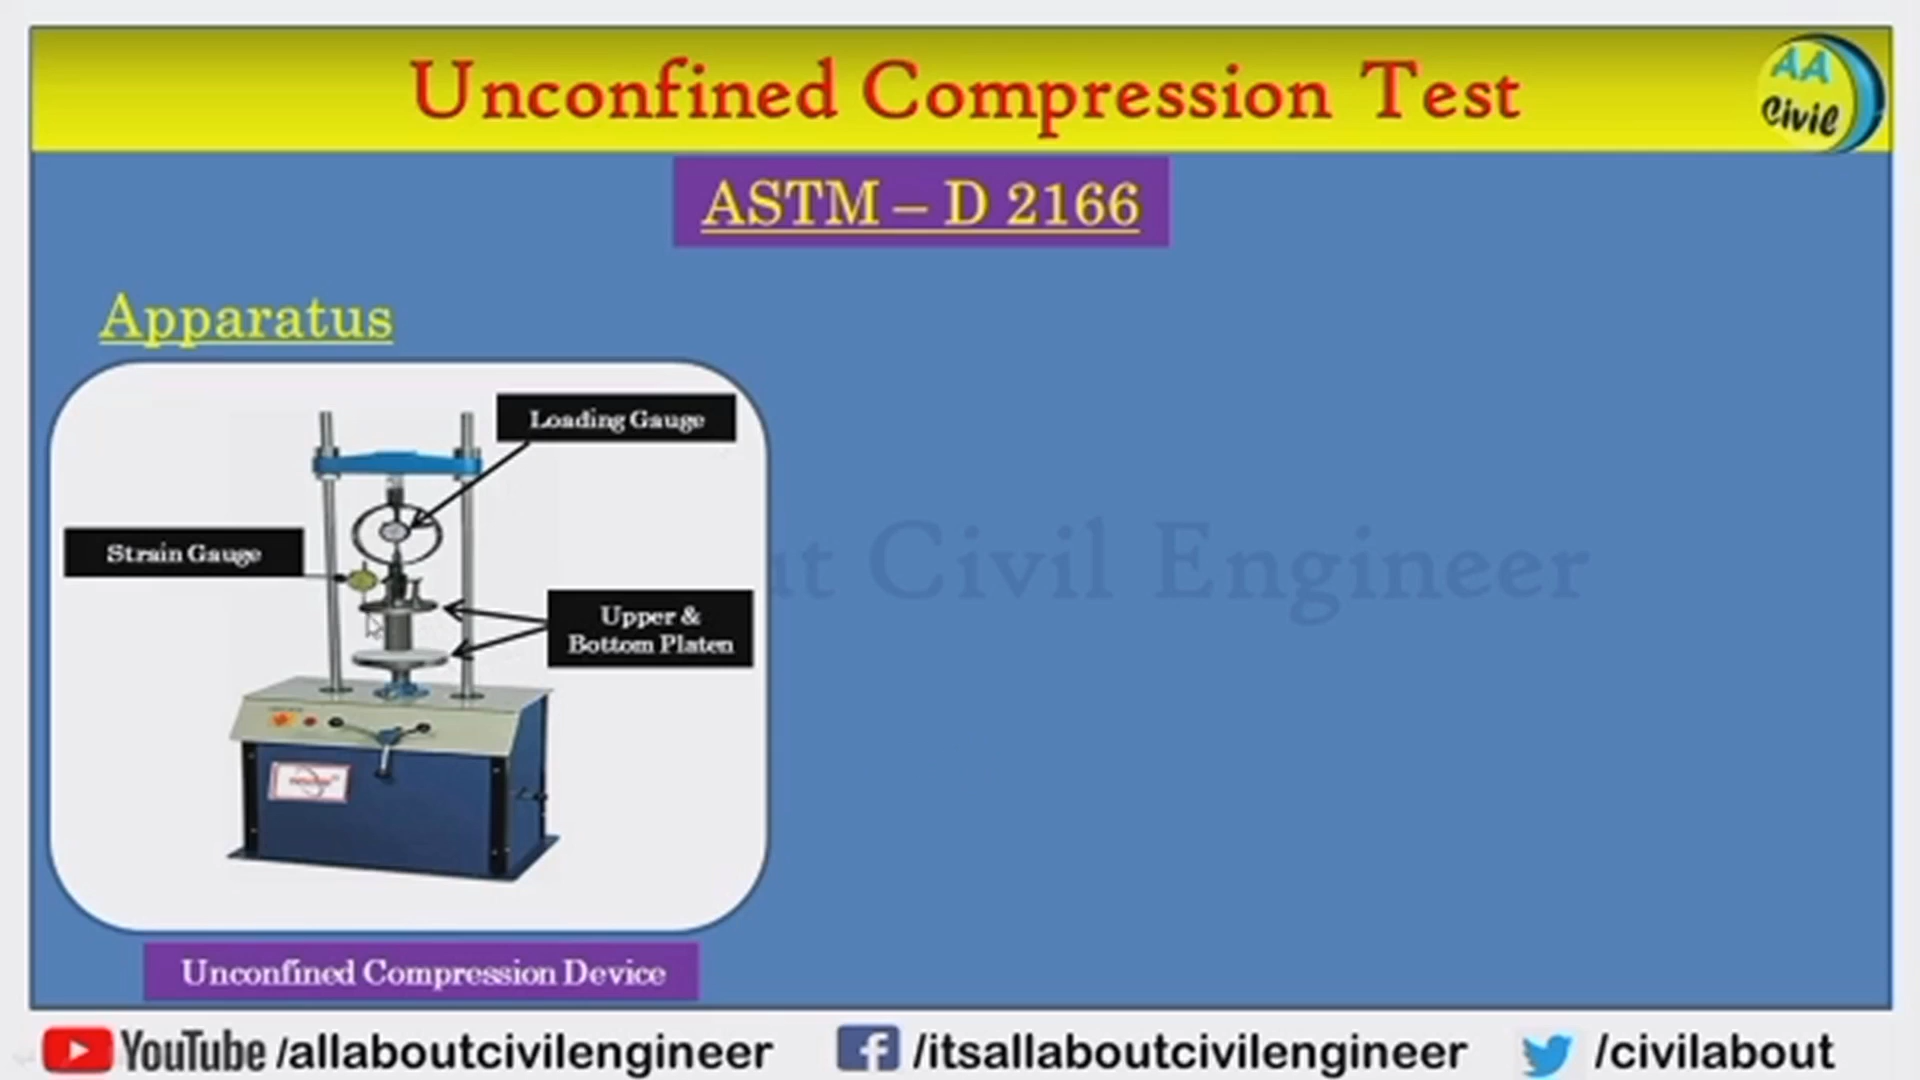 Unconfined Compression Test
AA
Civil
ASTM – D 2166
Apparatus
Loading Gauge
Strain Gauge
ut Civil Engineer
Upper &
Bottom Platen
Unconfined Compression Device
YouTube /allaboutcivilengineer
f /itsallaboutcivilengineer
/civilabout